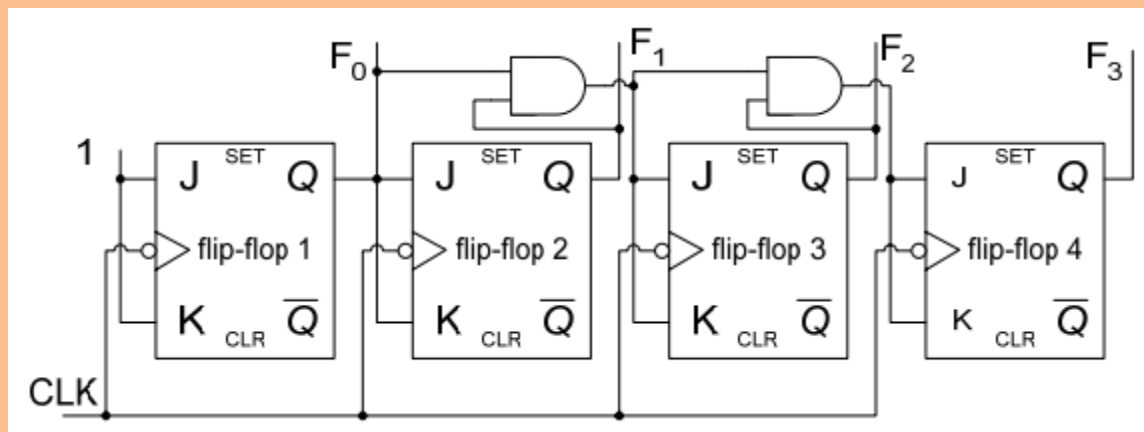 F₀ F₁ F₂ F₃
1
SET SET SET SET
J Q J Q J Q J Q
flip-flop 1 flip-flop 2 flip-flop 3 flip-flop 4
K Q̅ K Q̅ K Q̅ K Q̅
CLR CLR CLR CLR
CLK